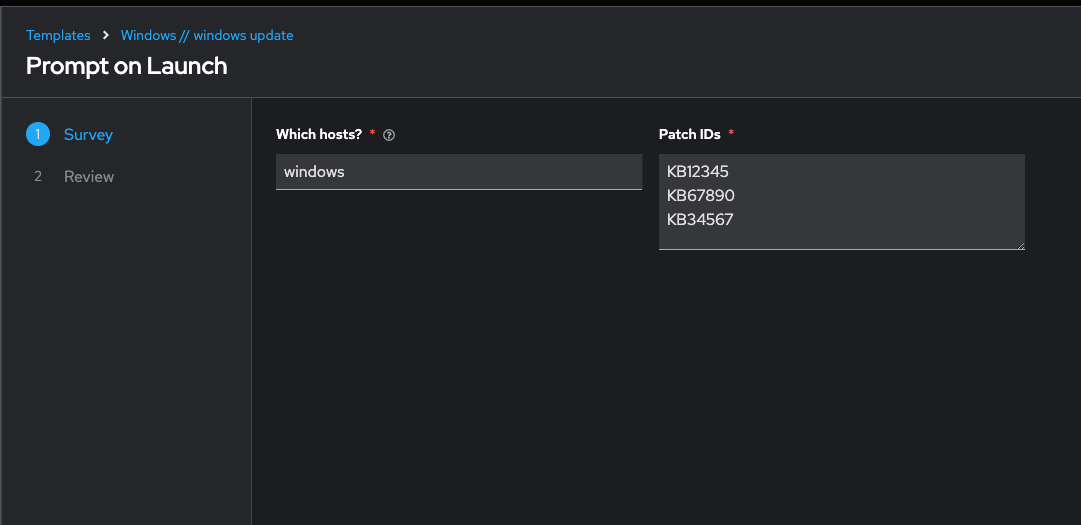 Templates > Windows // windows update
Prompt on Launch
1 Survey
2 Review
Which hosts? *
windows
Patch IDs *
KB12345
KB67890
KB34567